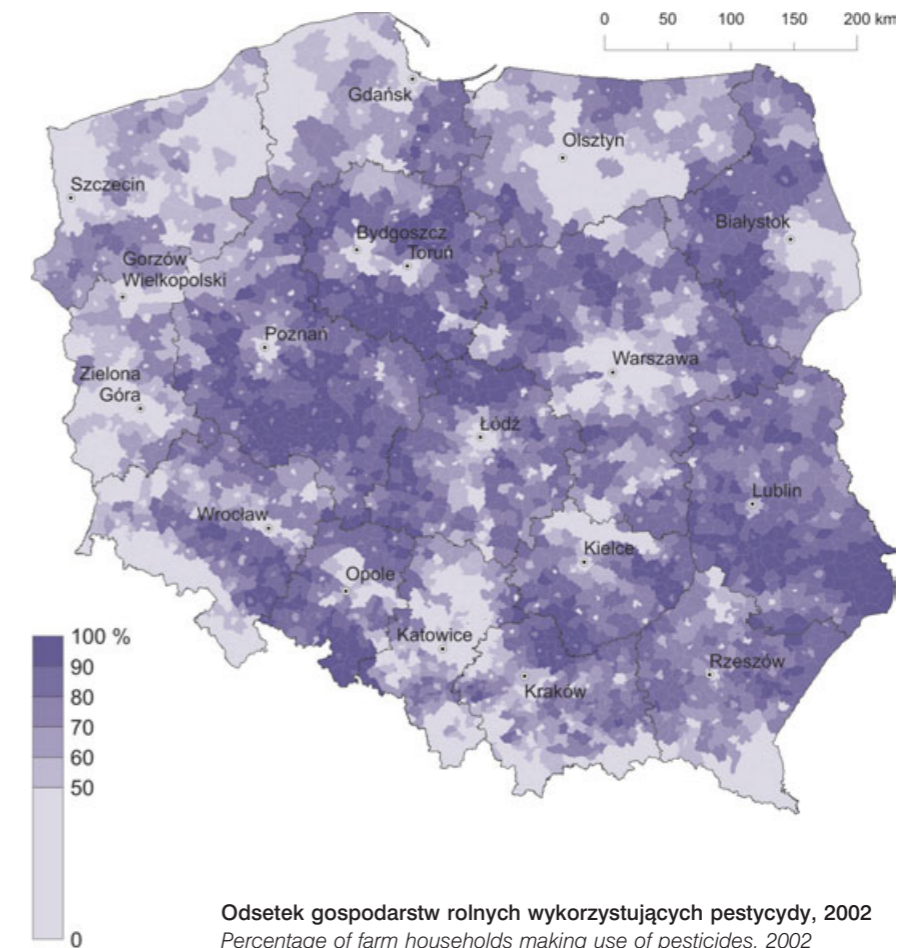 0 50 100 150 200 km
Gdańsk
Olsztyn
Szczecin
Białystok
Bydgoszcz
Toruń
Gorzów
Wielkopolski
Poznań
Warszawa
Zielona
Góra
Łódź
Lublin
Wrocław
Kielce
Opole
Katowice
Rzeszów
Kraków
100 %
90
80
70
60
50
0
Odsetek gospodarstw rolnych wykorzystujących pestycydy, 2002
Percentage of farm households making use of pesticides, 2002